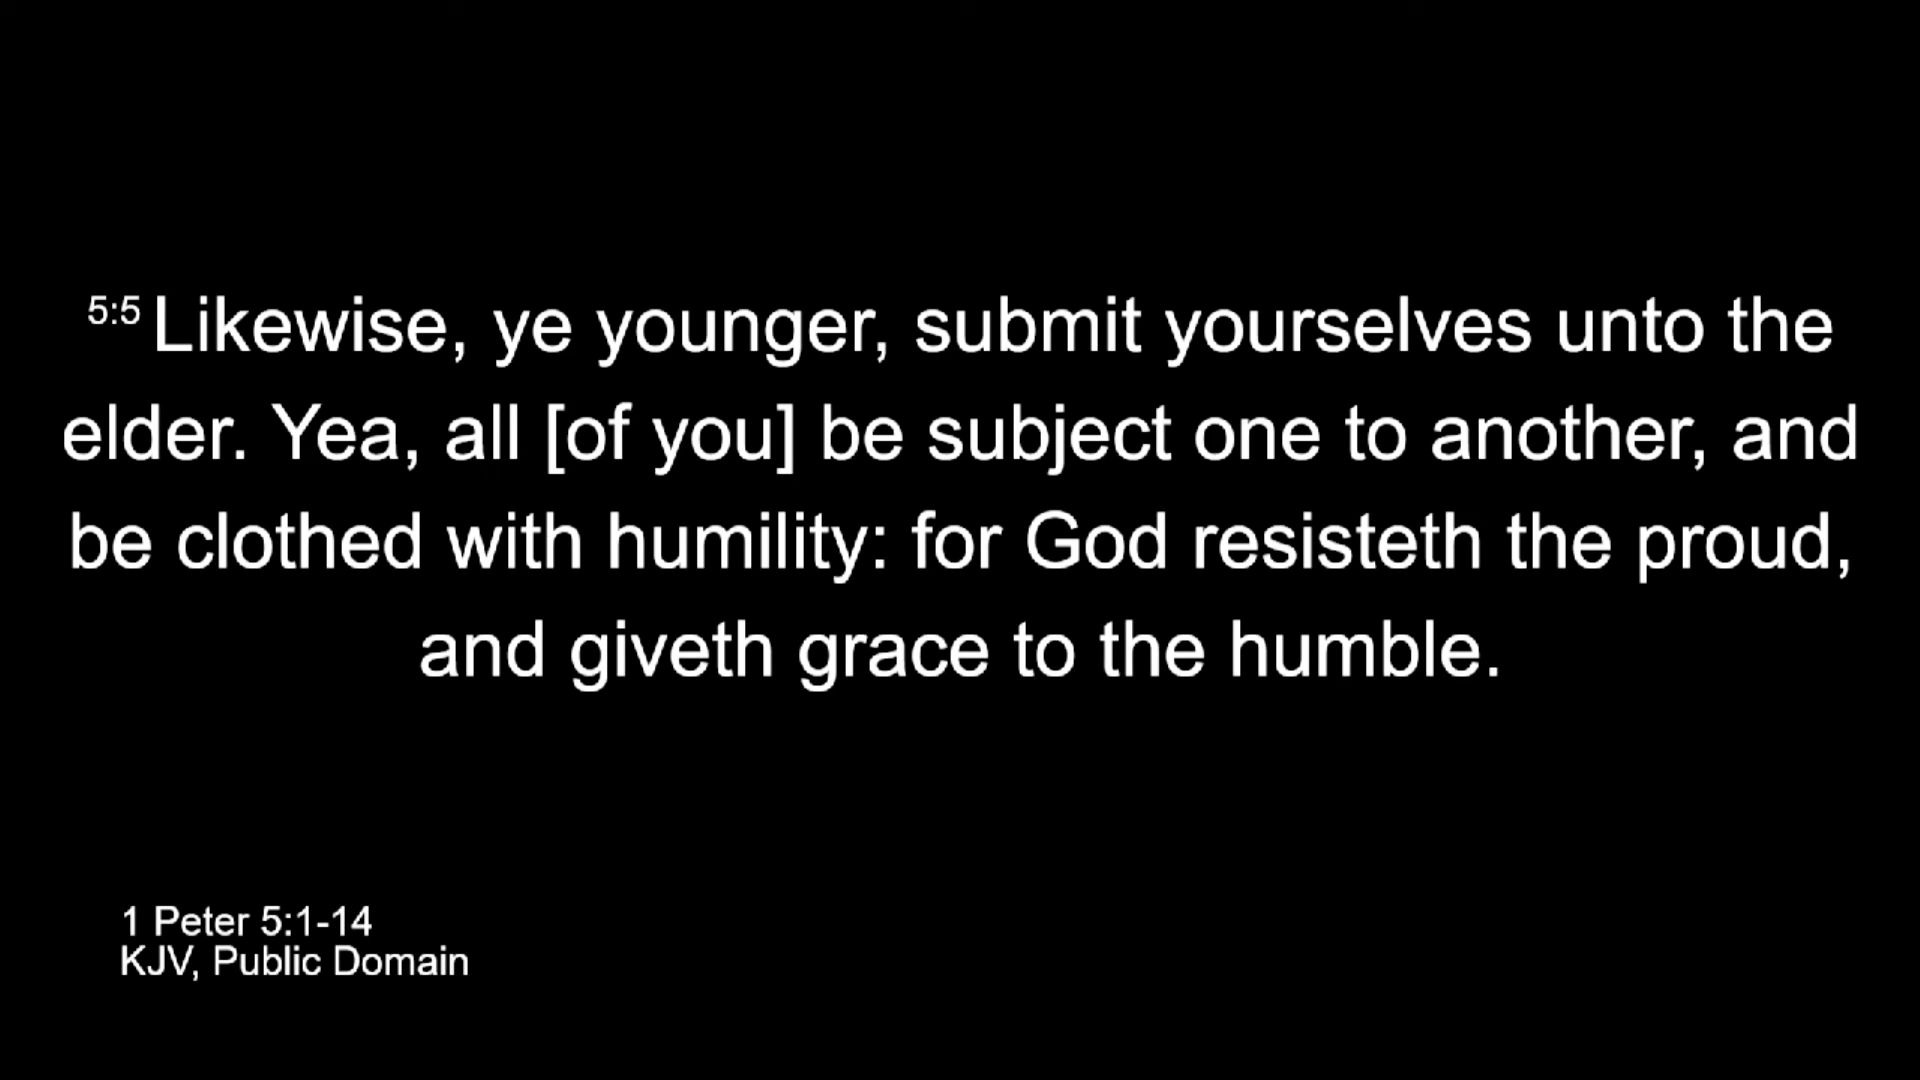 5:5 Likewise, ye younger, submit yourselves unto the
elder. Yea, all [of you] be subject one to another, and
be clothed with humility: for God resisteth the proud,
and giveth grace to the humble.
1 Peter 5:1-14
KJV, Public Domain